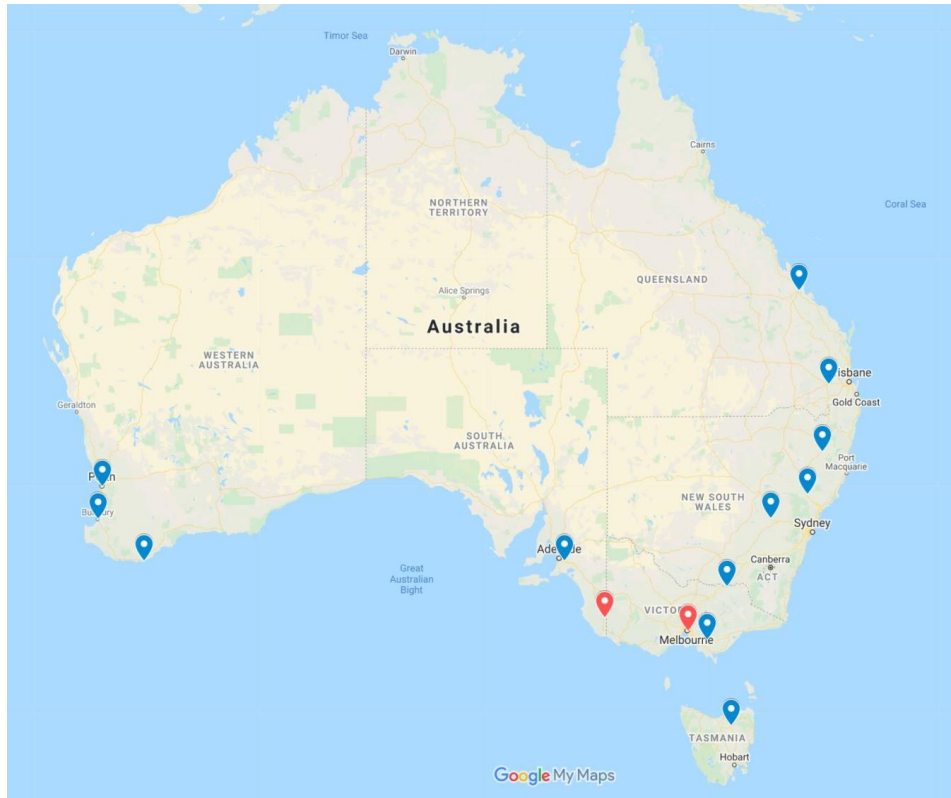 Timor Sea
Darwin
Cairns
Coral Sea
NORTHERN
TERRITORY
QUEENSLAND
Alice Springs
Australia
WESTERN
AUSTRALIA
isbane
Gold Coast
Geraldton
SOUTH
AUSTRALIA
Port
Macquarie
NEW SOUTH
WALES
Sydney
Canberra
ACT
Great
Australian
Bight
Melbourne
TASMANIA
Hobart
Google My Maps